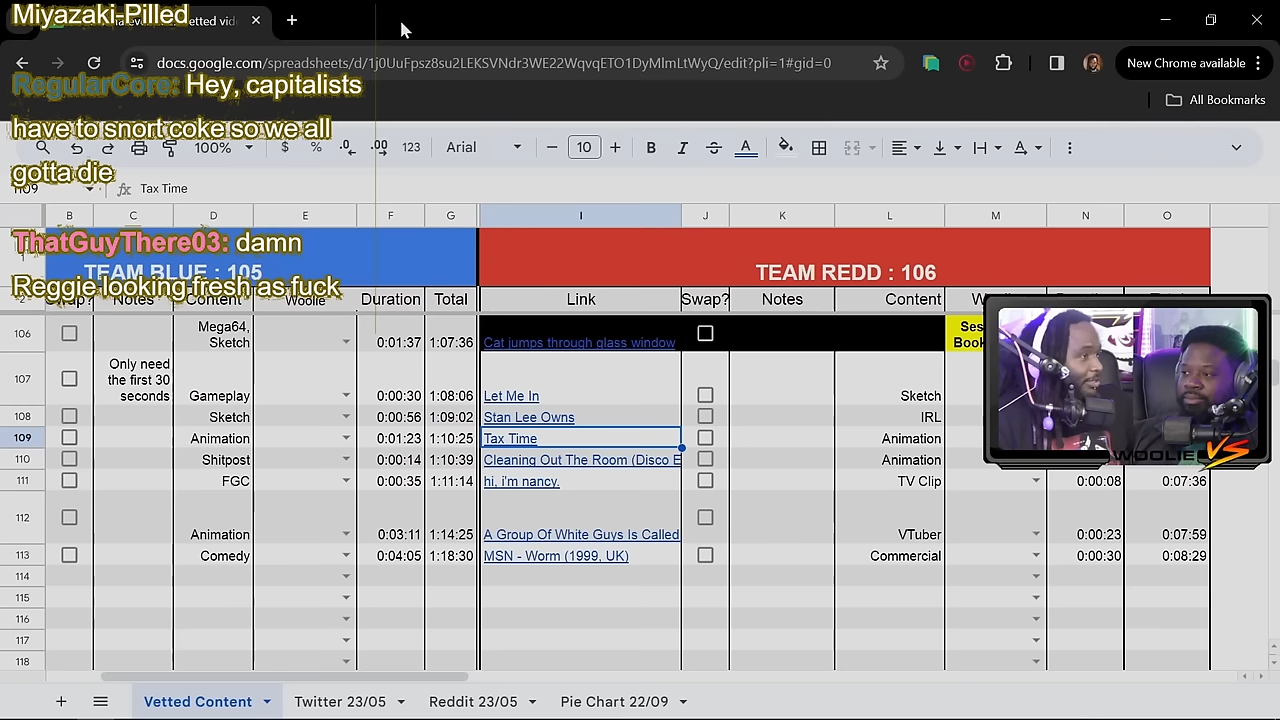 Miyazaki-Pilled
etted vid
docs.google.com/spreadsheets/d/1j0UuFpsz8su2LEKSVNdr3WE22WqvqETO1DyMlmLtWyQ/edit?pli=1#gid=0
New Chrome available
RegularCore: Hey, capitalists
have to snort coke so we all
gotta die
All Bookmarks
100% $ % .0 .00 123 Arial 10 B I S A
Tax Time
B C D E F G I J K L M N O
ThatGuyThere03: damn
Reggie looking fresh as fuck
TEAM BLUE : 105 TEAM REDD : 106
Swap? Notes Content Woolie Duration Total Link Swap? Notes Content
106 Mega64, Sketch 0:01:37 1:07:36 Cat jumps through glass window
107 Only need the first 30 seconds Gameplay 0:00:30 1:08:06 Let Me In Sketch
108 Sketch 0:00:56 1:09:02 Stan Lee Owns IRL
109 Animation 0:01:23 1:10:25 Tax Time Animation
WOOLIE VS
110 Shitpost 0:00:14 1:10:39 Cleaning Out The Room (Disco E Animation
111 FGC 0:00:35 1:11:14 hi, i'm nancy. TV Clip 0:00:08 0:07:36
112 Animation 0:03:11 1:14:25 A Group Of White Guys Is Called VTuber 0:00:23 0:07:59
113 Comedy 0:04:05 1:18:30 MSN - Worm (1999, UK) Commercial 0:00:30 0:08:29
114
115
116
117
118
Vetted Content Twitter 23/05 Reddit 23/05 Pie Chart 22/09